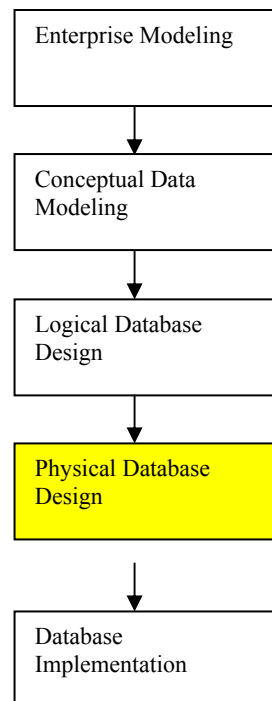 Enterprise Modeling
Conceptual Data
Modeling
Logical Database
Design
Physical Database
Design
Database
Implementation